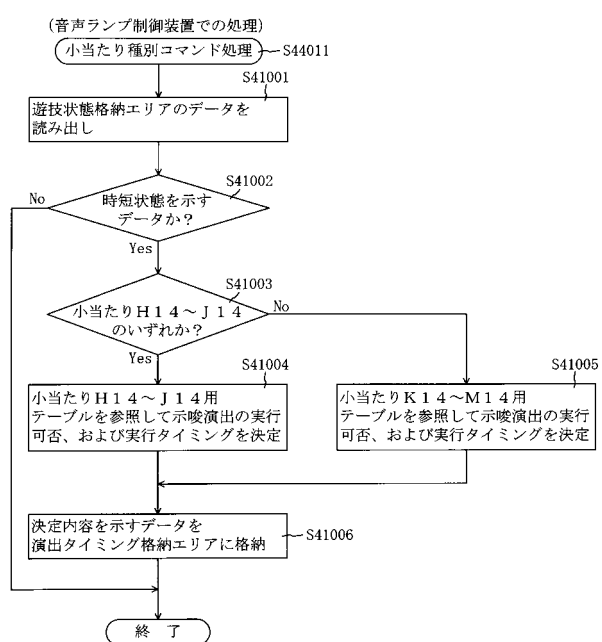 (音声ランプ制御装置での処理)
小当たり種別コマンド処理
S44011
S41001
遊技状態格納エリアのデータを
読み出し
S41002
時短状態を示す
データか?
No
Yes
S41003
小当たりH14~J14
のいずれか?
No
Yes
S41004
小当たりH14~J14用
テーブルを参照して示唆演出の実行
可否、および実行タイミングを決定
S41005
小当たりK14~M14用
テーブルを参照して示唆演出の実行
可否、および実行タイミングを決定
決定内容を示すデータを
演出タイミング格納エリアに格納
S41006
終 了